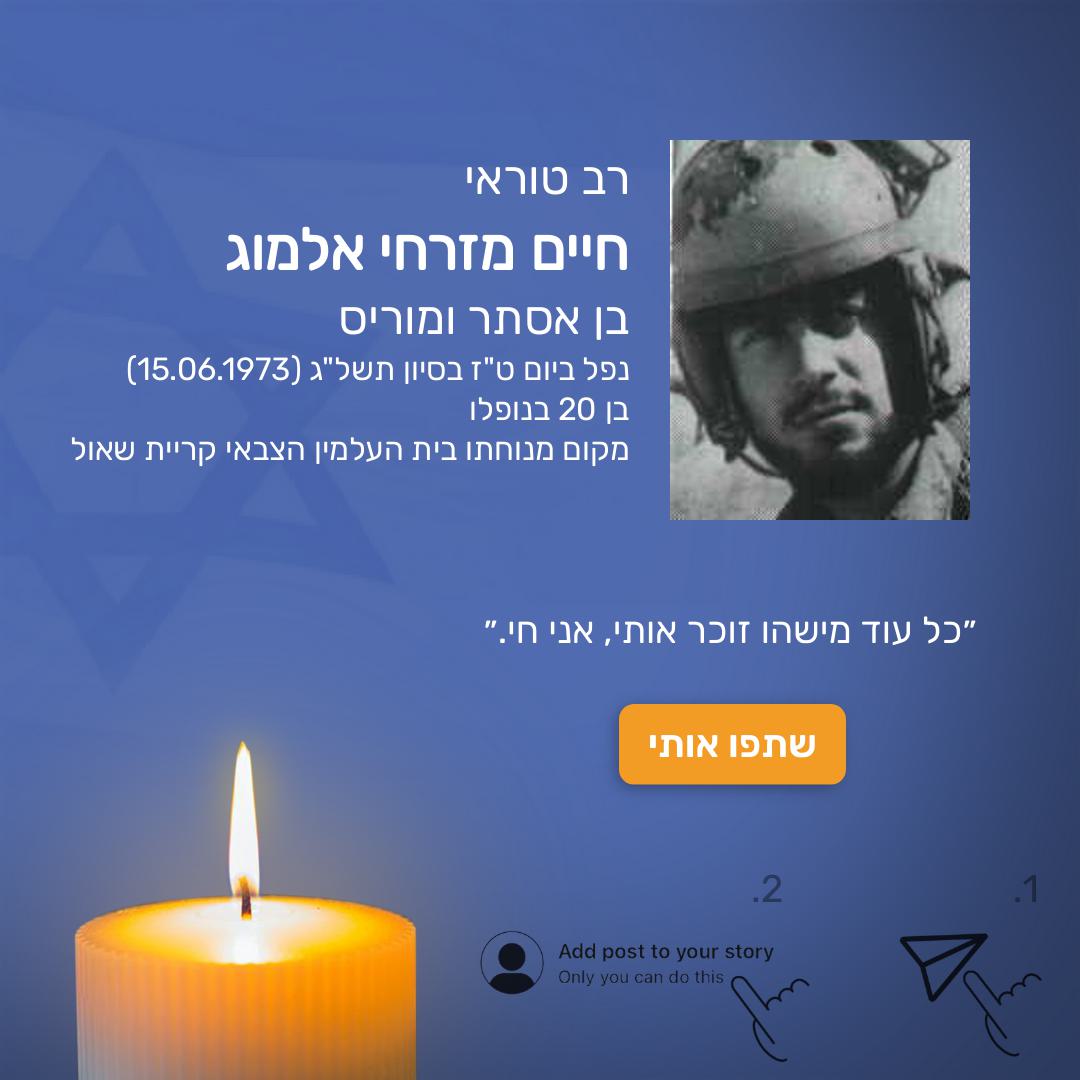 רב טוראי
חיים מזרחי אלמוג
בן אסתר ומוריס
נפל ביום ט"ז בסיון תשל"ג (15.06.1973)
בן 20 בנופלו
מקום מנוחתו בית העלמין הצבאי קריית שאול
״כל עוד מישהו זוכר אותי, אני חי.״
שתפו אותי
.1
.2
Add post to your story
Only you can do this